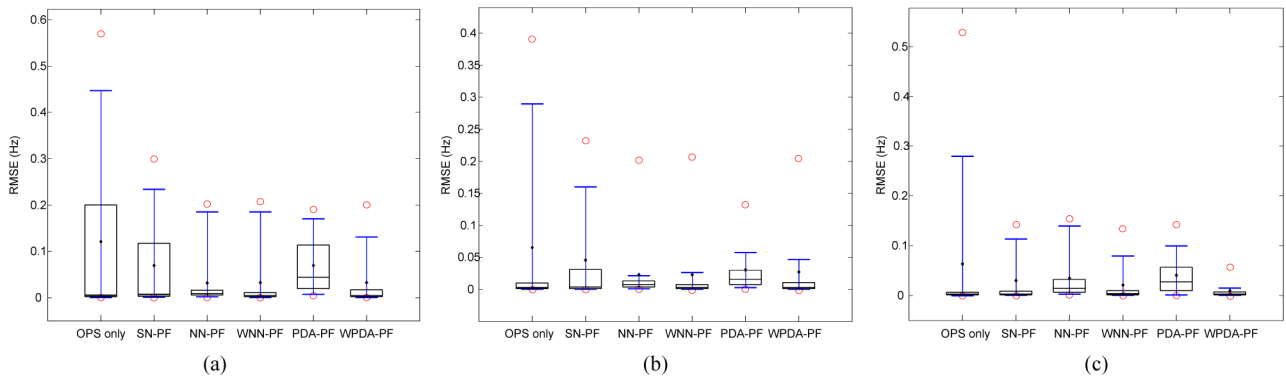 RMSE (Hz)
0.6
0.5
0.4
0.3
0.2
0.1
0
OPS only SN-PF NN-PF WNN-PF PDA-PF WPDA-PF
(a)
RMSE (Hz)
0.4
0.35
0.3
0.25
0.2
0.15
0.1
0.05
0
OPS only SN-PF NN-PF WNN-PF PDA-PF WPDA-PF
(b)
RMSE (Hz)
0.5
0.4
0.3
0.2
0.1
0
OPS only SN-PF NN-PF WNN-PF PDA-PF WPDA-PF
(c)